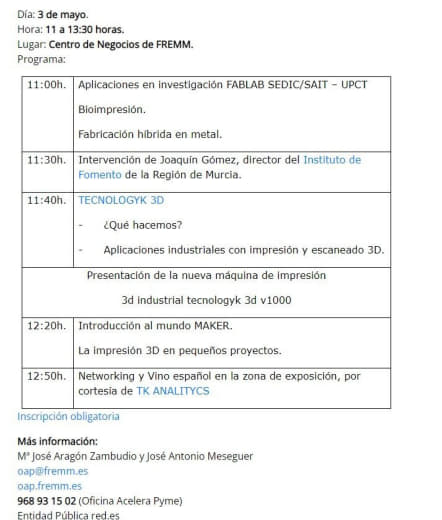 Día: 3 de mayo.
Hora: 11 a 13:30 horas.
Lugar: Centro de Negocios de FREMM.
Programa:
11:00h. Aplicaciones en investigación FABLAB SEDIC/SAIT – UPCT
Bioimpresión.
Fabricación híbrida en metal.
11:30h. Intervención de Joaquín Gómez, director del Instituto de
Fomento de la Región de Murcia.
11:40h. TECNOLOGYK 3D
- ¿Qué hacemos?
- Aplicaciones industriales con impresión y escaneado 3D.
Presentación de la nueva máquina de impresión
3d industrial tecnologyk 3d v1000
12:20h. Introducción al mundo MAKER.
La impresión 3D en pequeños proyectos.
12:50h. Networking y Vino español en la zona de exposición, por
cortesía de TK ANALITYCS
Inscripción obligatoria
Más información:
Mª José Aragón Zambudio y José Antonio Meseguer
oap@fremm.es
oap.fremm.es
968 93 15 02 (Oficina Acelera Pyme)
Entidad Pública red.es